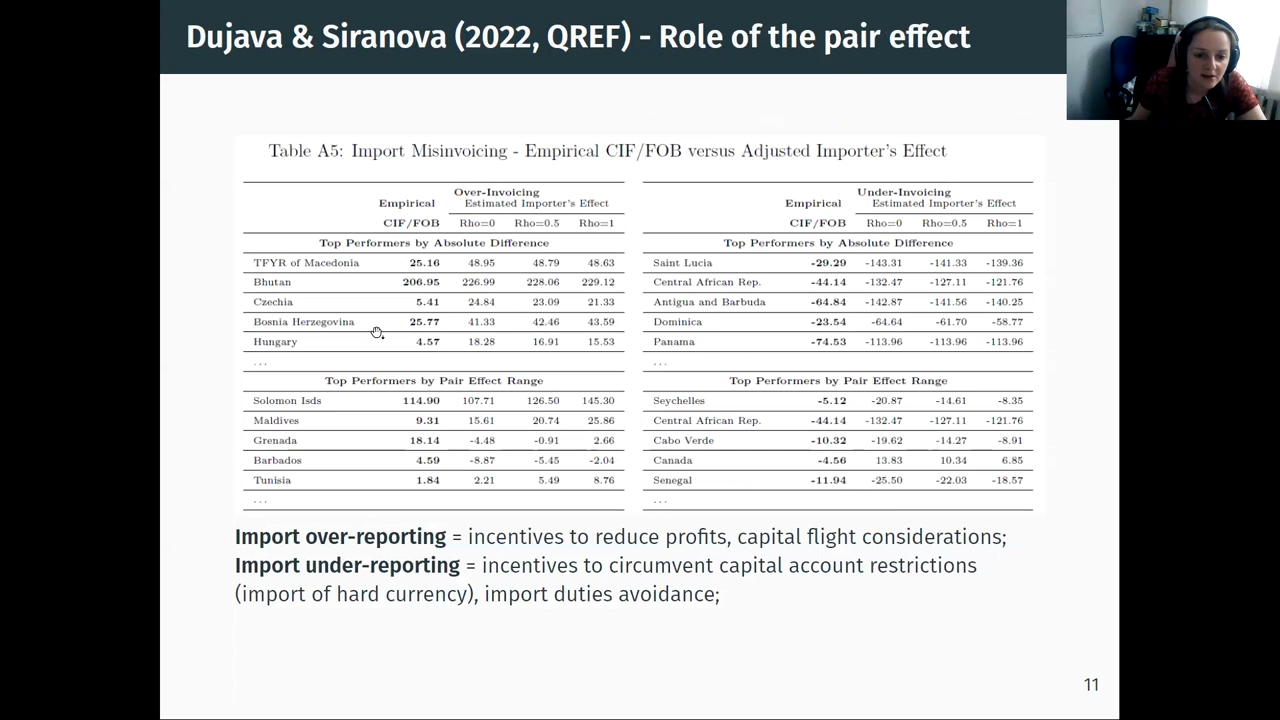 Dujava & Siranova (2022, QREF) - Role of the pair effect
Table A5: Import Misinvoicing - Empirical CIF/FOB versus Adjusted Importer's Effect
Over-Invoicing
Empirical Estimated Importer's Effect
CIF/FOB Rho=0 Rho=0.5 Rho=1
Top Performers by Absolute Difference
TFYR of Macedonia 25.16 48.95 48.79 48.63
Bhutan 206.95 226.99 228.06 229.12
Czechia 5.41 24.84 23.09 21.33
Bosnia Herzegovina 25.77 41.33 42.46 43.59
Hungary 4.57 18.28 16.91 15.53
...
Top Performers by Pair Effect Range
Solomon Isds 114.90 107.71 126.50 145.30
Maldives 9.31 15.61 20.74 25.86
Grenada 18.14 -4.48 -0.91 2.66
Barbados 4.59 -8.87 -5.45 -2.04
Tunisia 1.84 2.21 5.49 8.76
...
Under-Invoicing
Empirical Estimated Importer's Effect
CIF/FOB Rho=0 Rho=0.5 Rho=1
Top Performers by Absolute Difference
Saint Lucia -29.29 -143.31 -141.33 -139.36
Central African Rep. -44.14 -132.47 -127.11 -121.76
Antigua and Barbuda -64.84 -142.87 -141.56 -140.25
Dominica -23.54 -64.64 -61.70 -58.77
Panama -74.53 -113.96 -113.96 -113.96
...
Top Performers by Pair Effect Range
Seychelles -5.12 -20.87 -14.61 -8.35
Central African Rep. -44.14 -132.47 -127.11 -121.76
Cabo Verde -10.32 -19.62 -14.27 -8.91
Canada -4.56 13.83 10.34 6.85
Senegal -11.94 -25.50 -22.03 -18.57
...
Import over-reporting = incentives to reduce profits, capital flight considerations;
Import under-reporting = incentives to circumvent capital account restrictions
(import of hard currency), import duties avoidance;
11